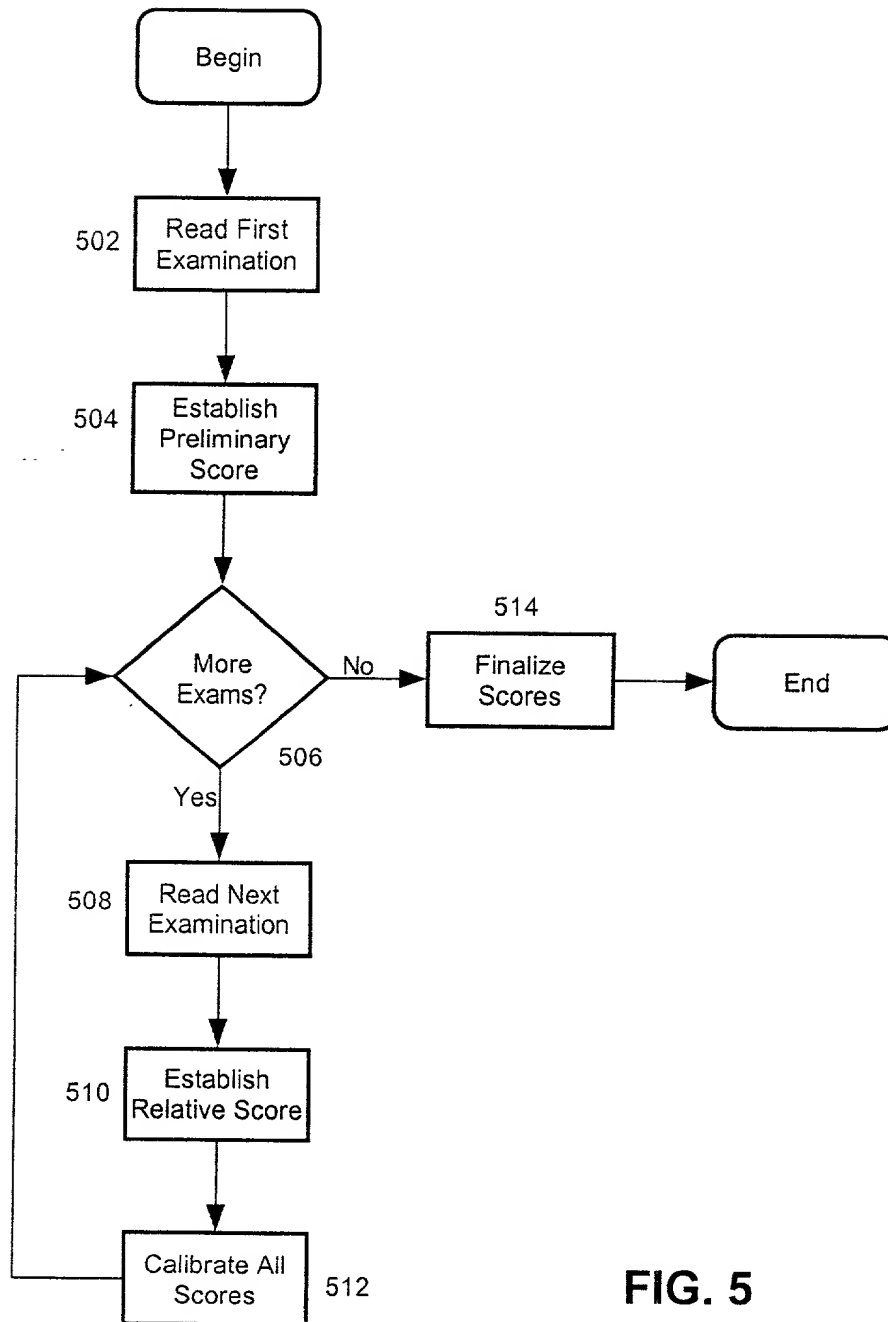 Begin
502
Read First
Examination
504
Establish
Preliminary
Score
More
Exams?
506
No
514
Finalize
Scores
End
Yes
508
Read Next
Examination
510
Establish
Relative Score
Calibrate All
Scores
512
FIG. 5